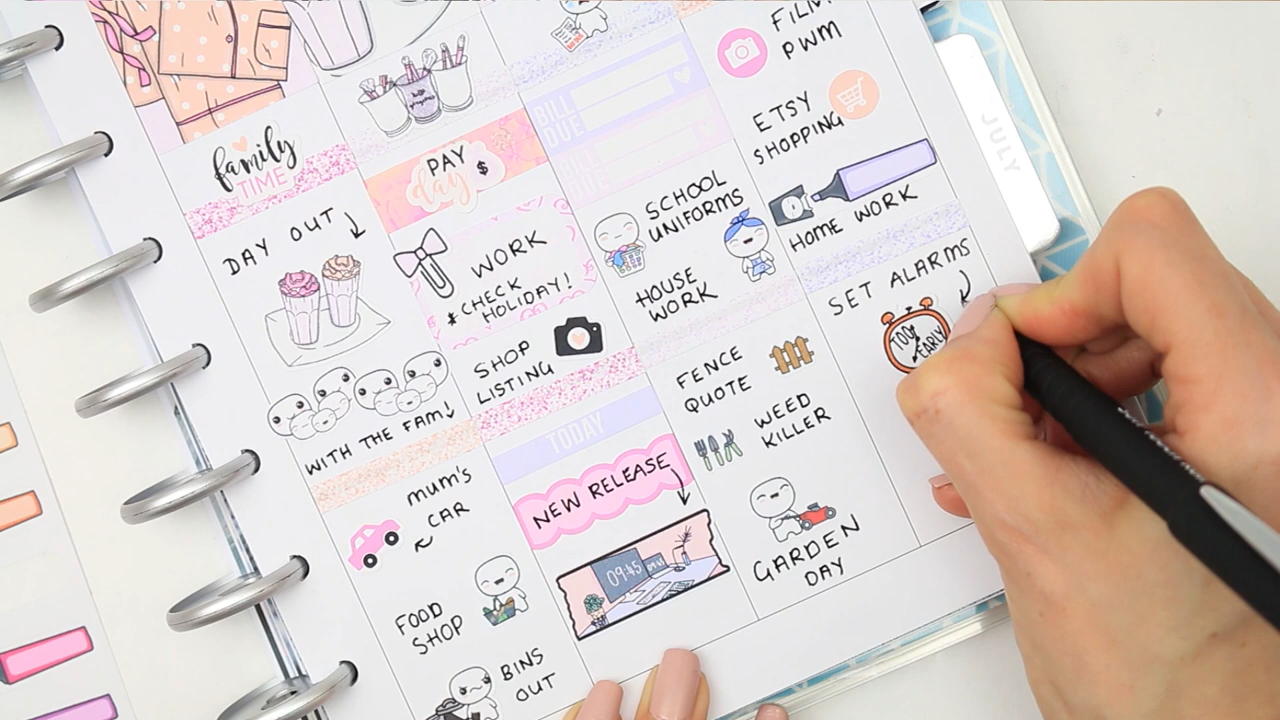 family
TIME
DAY OUT
WITH THE FAM!
MUM'S
CAR
FOOD
SHOP
BINS
OUT
PAY
day
$
WORK
* CHECK
HOLIDAY!
SHOP
LISTING
TODAY
NEW RELEASE
09:45
BILL
DUE
BILL
DUE
SCHOOL
UNIFORMS
HOUSE
WORK
FENCE
QUOTE
WEED
KILLER
GARDEN
DAY
FILM
PWM
ETSY
SHOPPING
HOME WORK
SET ALARMS
TOO
EARLY
JULY